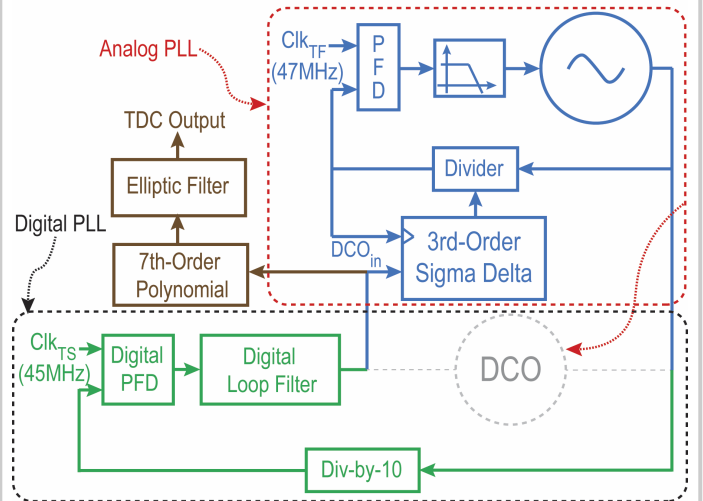 Analog PLL
Clk_TF
(47MHz)
P
F
D
TDC Output
Elliptic Filter
Divider
Digital PLL
7th-Order
Polynomial
DCO_in
3rd-Order
Sigma Delta
Clk_TS
(45MHz)
Digital
PFD
Digital
Loop Filter
DCO
Div-by-10